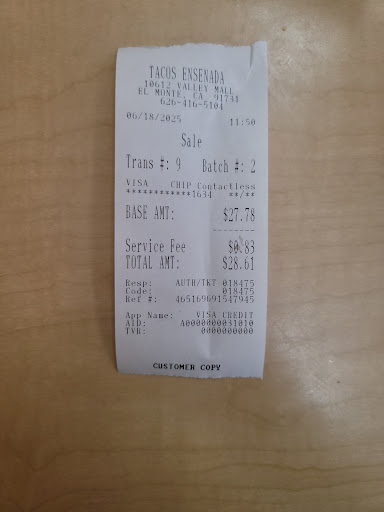 TACOS ENSENADA
10612 VALLEY MALL
EL MONTE, CA 91731
626-416-5104
06/18/2025 11:50
Sale
Trans #: 9 Batch #: 2
VISA CHIP Contactless
************1634 **/**
BASE AMT: $27.78
--------
Service Fee $0.83
TOTAL AMT: $28.61
Resp: AUTH/TKT 018475
Code: 018475
Ref #: 465169691547945
App Name: VISA CREDIT
AID: A0000000031010
TVR: 0000000000
CUSTOMER COPY